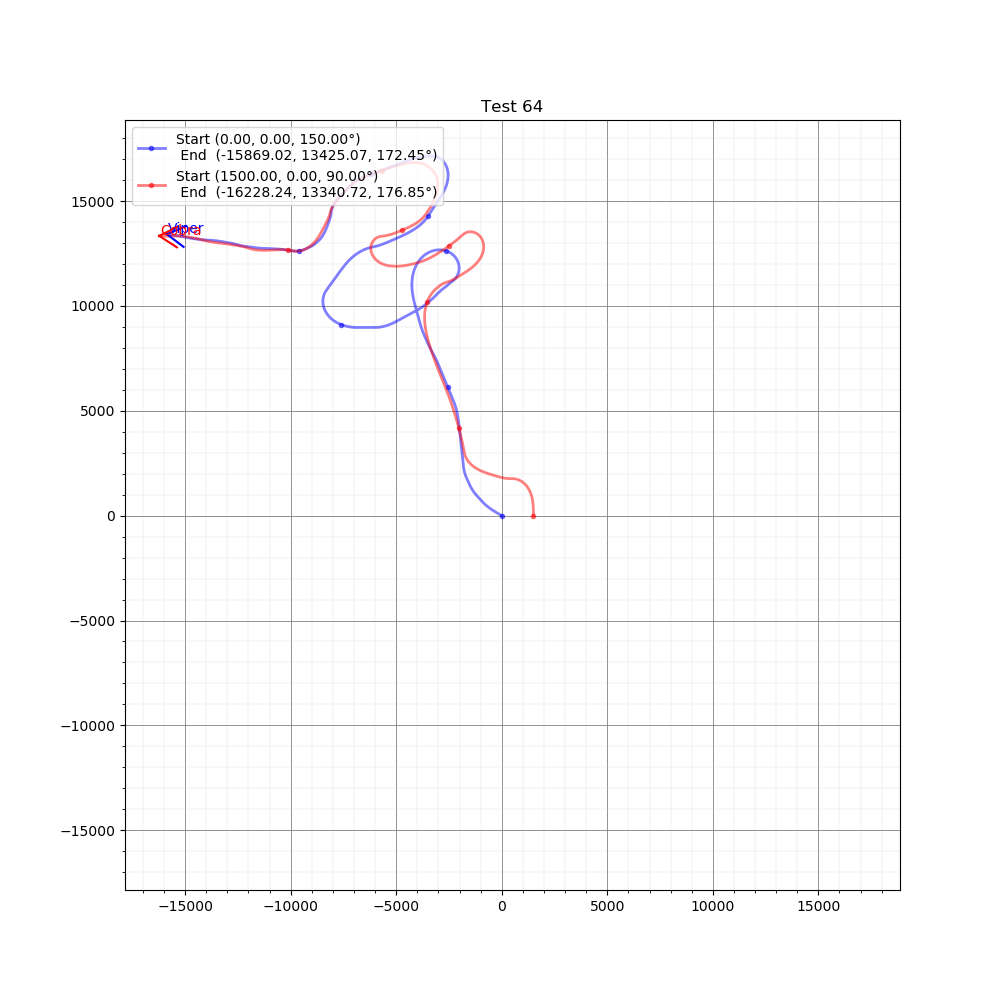 Test 64
Start (0.00, 0.00, 150.00°)
End  (-15869.02, 13425.07, 172.45°)
Start (1500.00, 0.00, 90.00°)
End  (-16228.24, 13340.72, 176.85°)
Viper
15000
10000
5000
0
−5000
−10000
−15000
−15000 −10000 −5000 0 5000 10000 15000